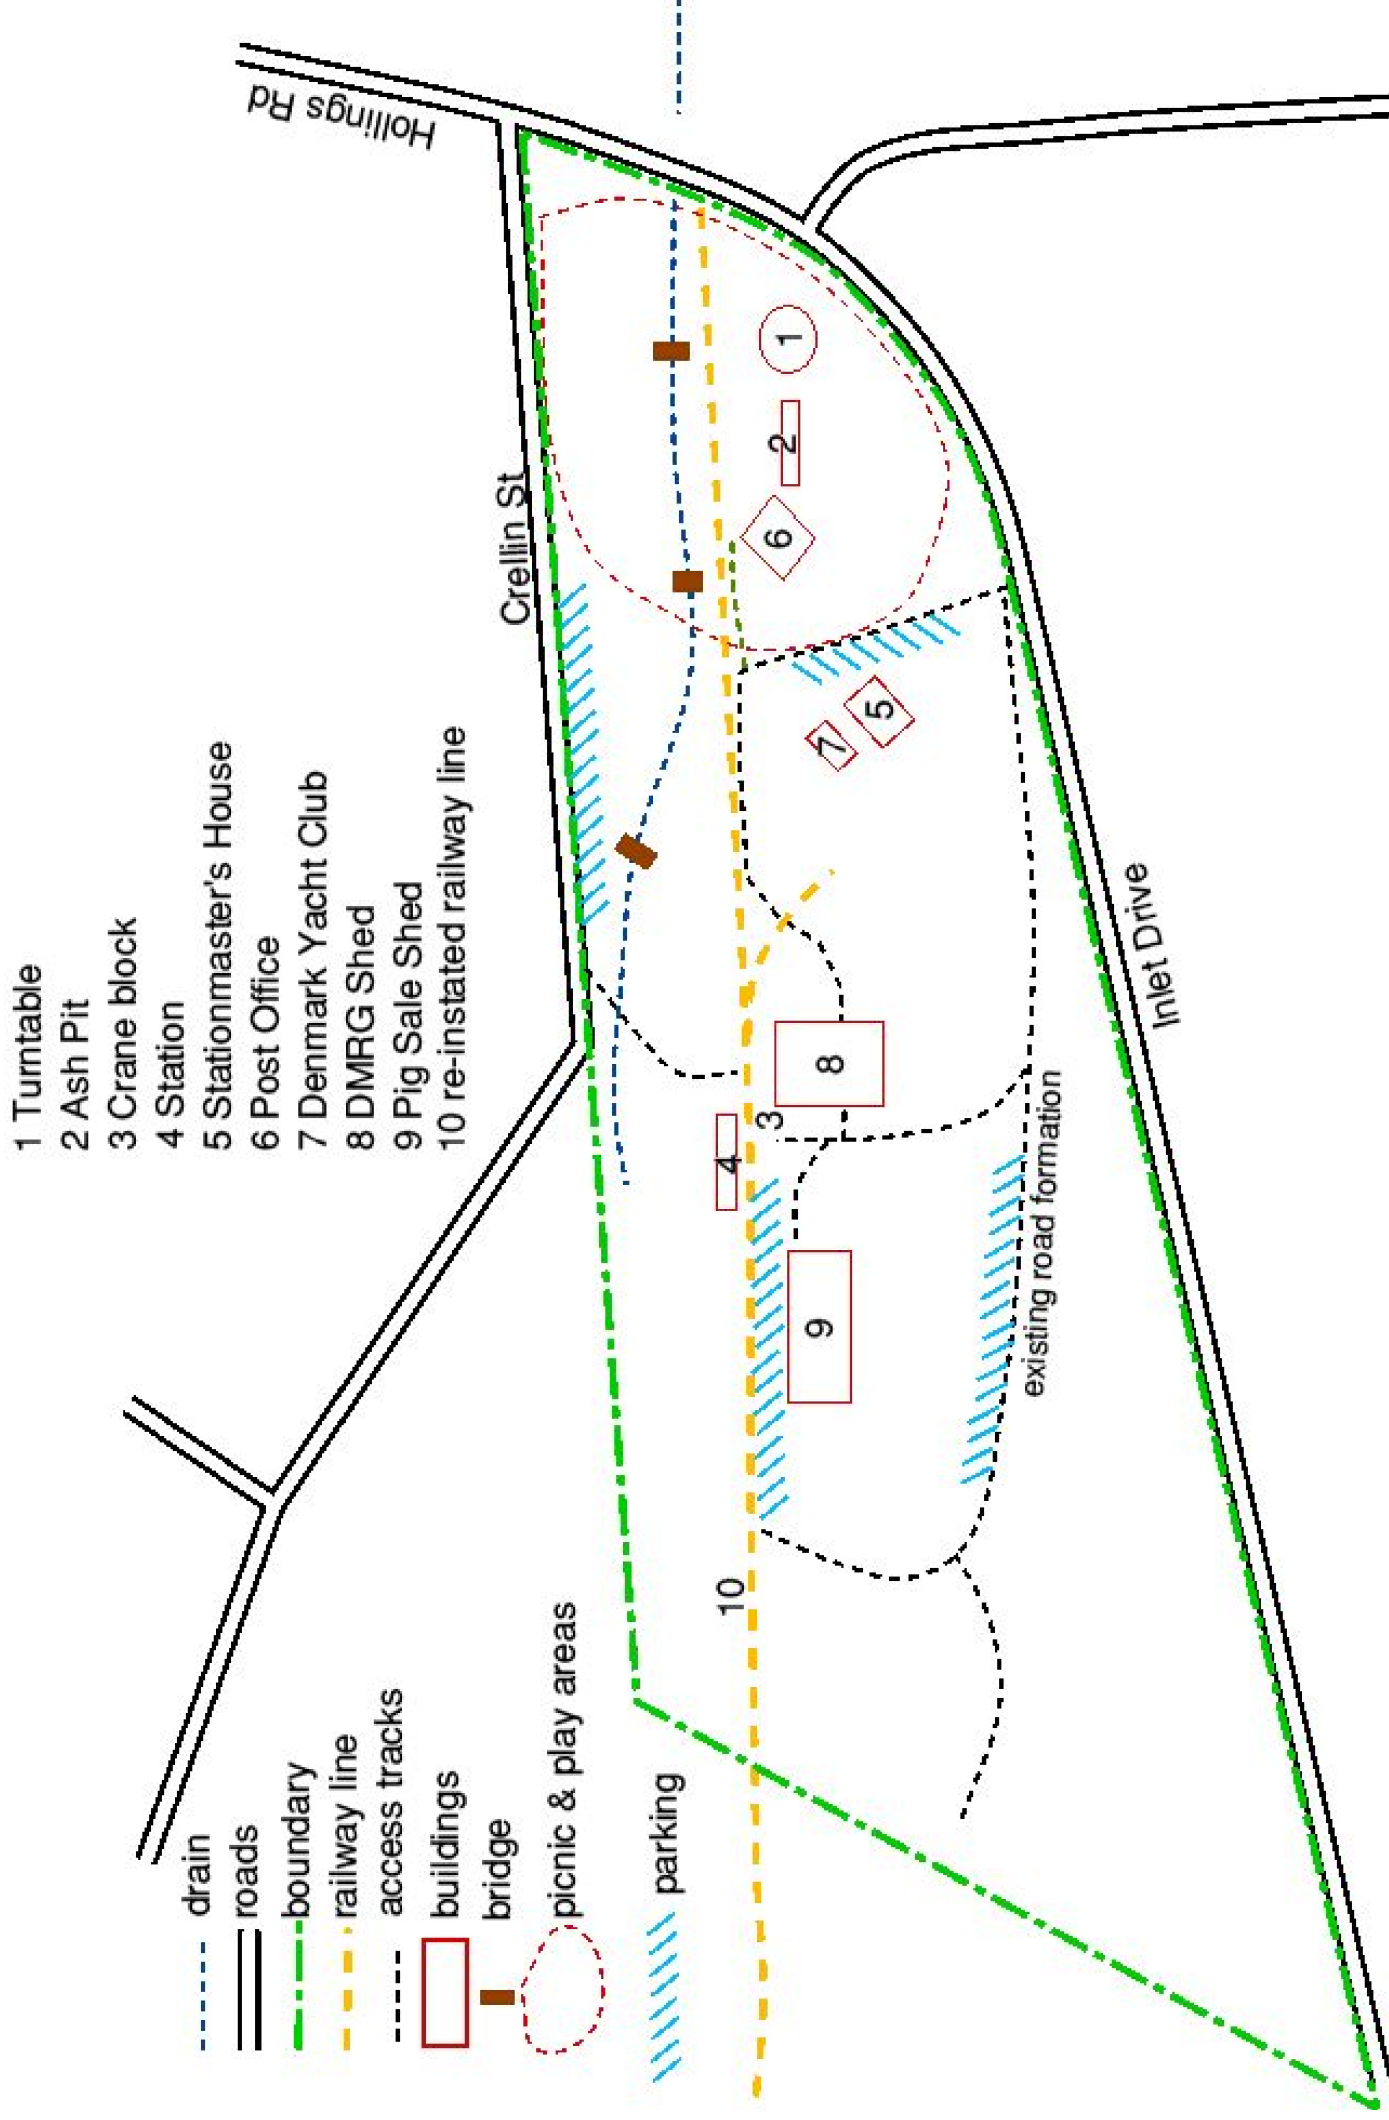 1 Turntable
2 Ash Pit
3 Crane block
4 Station
5 Stationmaster's House
6 Post Office
7 Denmark Yacht Club
8 DMRG Shed
9 Pig Sale Shed
10 re-instated railway line
drain
roads
boundary
railway line
access tracks
buildings
bridge
picnic & play areas
parking
Hollings Rd
Crellin St
Inlet Drive
existing road formation
10
9
4
3
8
7
5
6
2
1